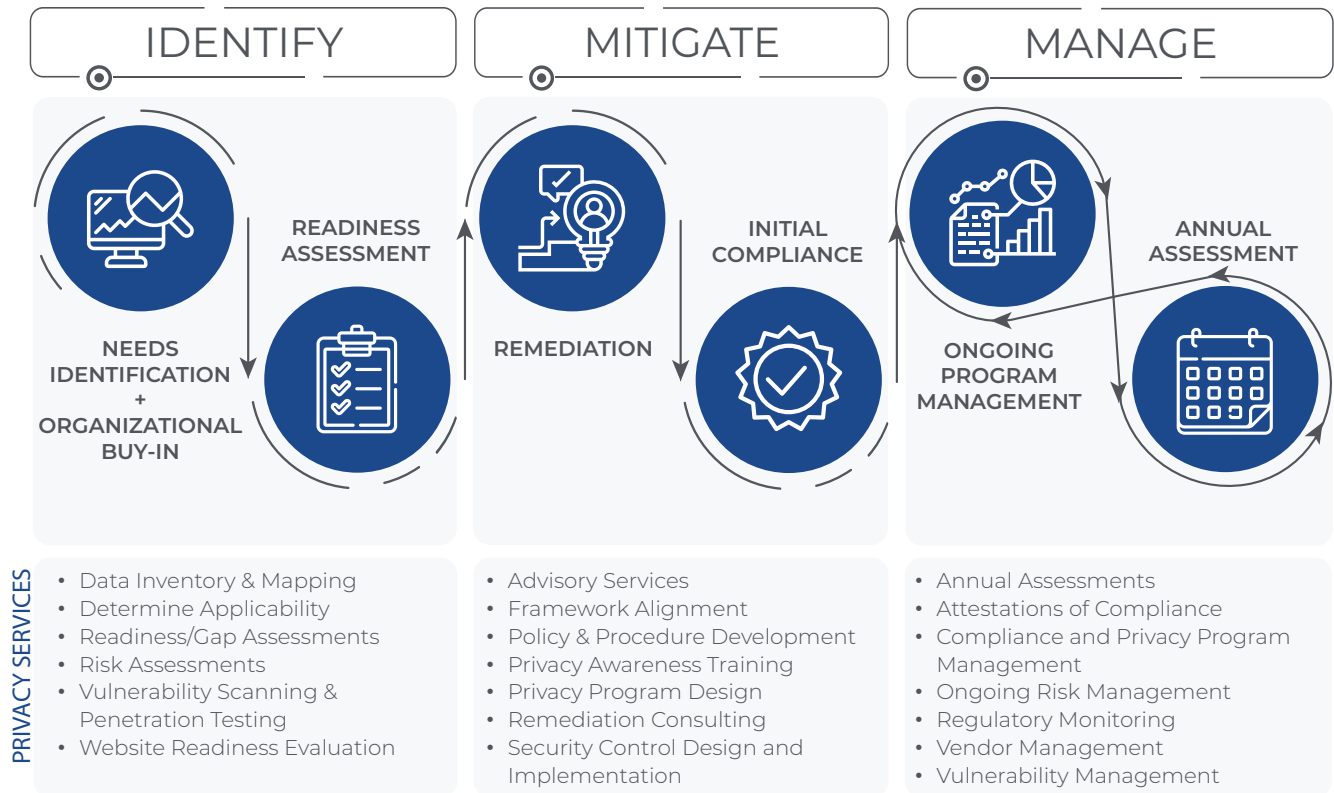 IDENTIFY
MITIGATE
MANAGE
READINESS
ASSESSMENT
NEEDS
IDENTIFICATION
+
ORGANIZATIONAL
BUY-IN
REMEDIATION
INITIAL
COMPLIANCE
ONGOING
PROGRAM
MANAGEMENT
ANNUAL
ASSESSMENT
PRIVACY SERVICES
• Data Inventory & Mapping
• Determine Applicability
• Readiness/Gap Assessments
• Risk Assessments
• Vulnerability Scanning &
Penetration Testing
• Website Readiness Evaluation
• Advisory Services
• Framework Alignment
• Policy & Procedure Development
• Privacy Awareness Training
• Privacy Program Design
• Remediation Consulting
• Security Control Design and
Implementation
• Annual Assessments
• Attestations of Compliance
• Compliance and Privacy Program
Management
• Ongoing Risk Management
• Regulatory Monitoring
• Vendor Management
• Vulnerability Management